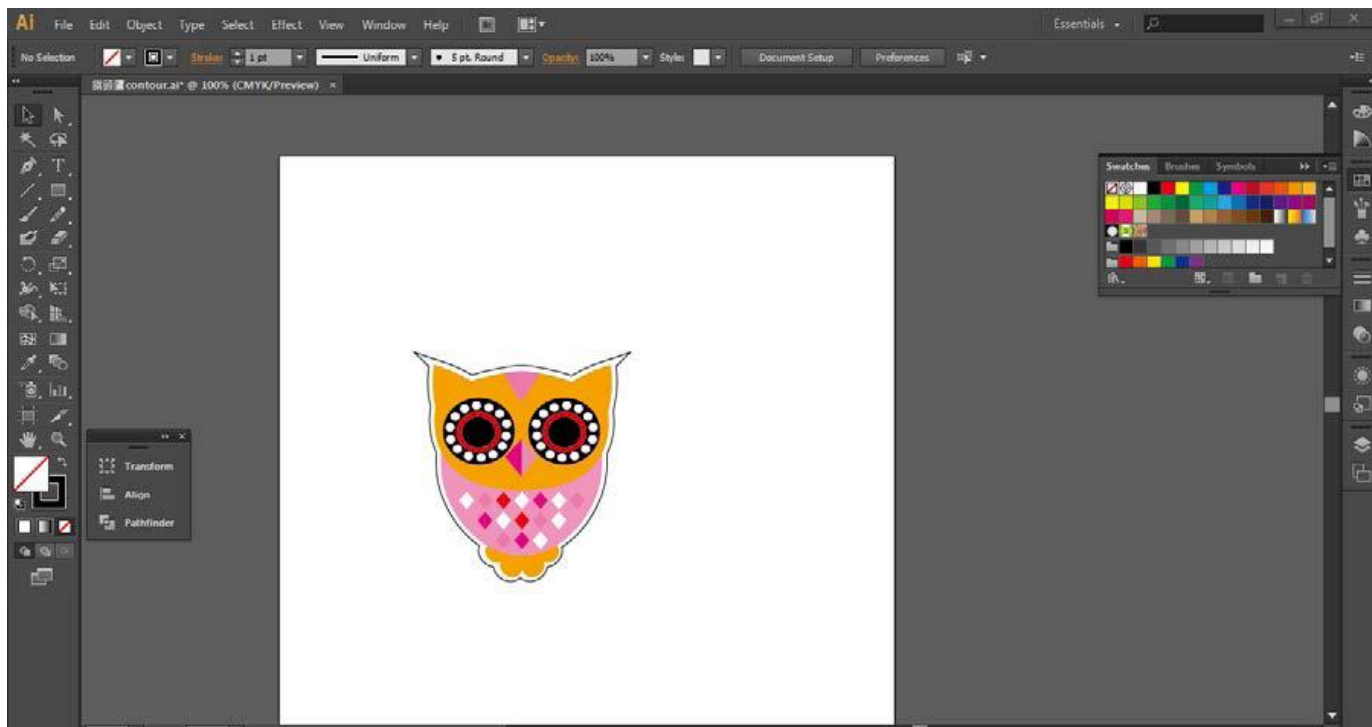 Ai File Edit Object Type Select Effect View Window Help Essentials
No Selection Stroke: 1 pt Uniform 5 pt. Round Opacity: 100% Style: Document Setup Preferences
contour.ai* @ 100% (CMYK/Preview) ×
Swatches Brushes Symbols
T
Transform
Align
Pathfinder